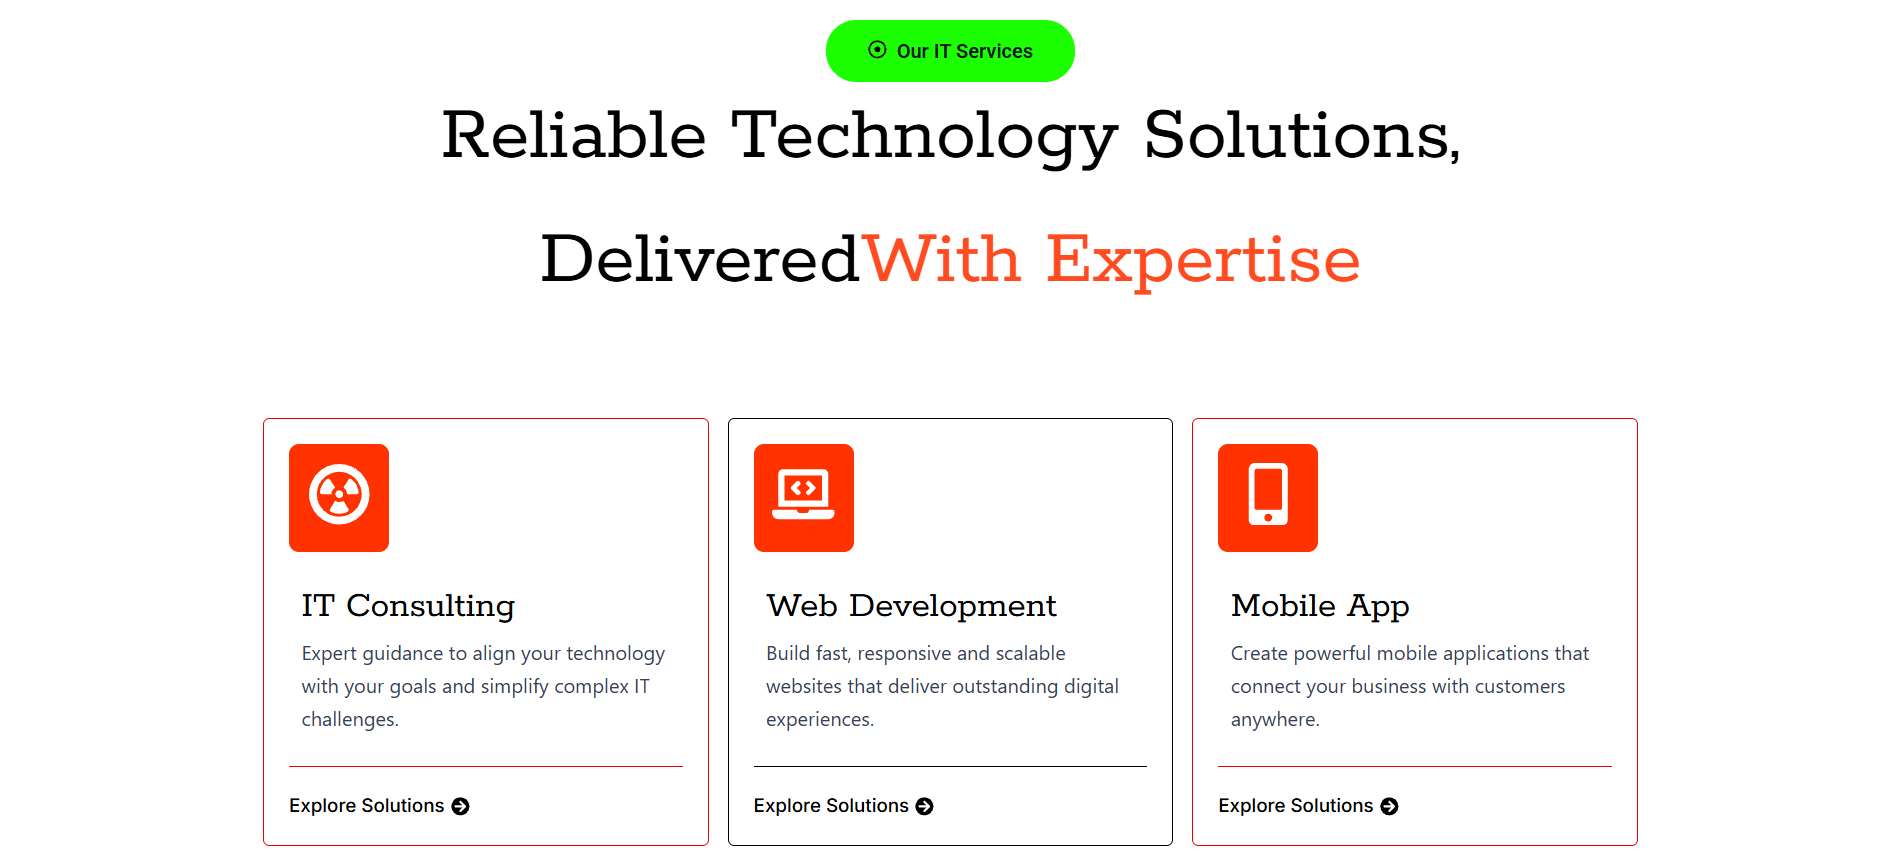 Our IT Services
Reliable Technology Solutions,
DeliveredWith Expertise
IT Consulting
Expert guidance to align your technology
with your goals and simplify complex IT
challenges.
Explore Solutions
Web Development
Build fast, responsive and scalable
websites that deliver outstanding digital
experiences.
Explore Solutions
Mobile App
Create powerful mobile applications that
connect your business with customers
anywhere.
Explore Solutions